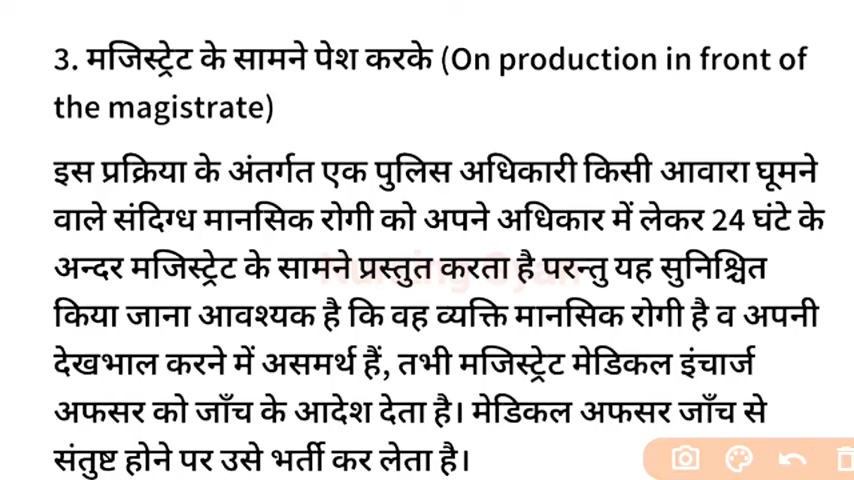 3. मजिस्ट्रेट के सामने पेश करके (On production in front of
the magistrate)
इस प्रक्रिया के अंतर्गत एक पुलिस अधिकारी किसी आवारा घूमने
वाले संदिग्ध मानसिक रोगी को अपने अधिकार में लेकर 24 घंटे के
अन्दर मजिस्ट्रेट के सामने प्रस्तुत करता है परन्तु यह सुनिश्चित
किया जाना आवश्यक है कि वह व्यक्ति मानसिक रोगी है व अपनी
देखभाल करने में असमर्थ हैं, तभी मजिस्ट्रेट मेडिकल इंचार्ज
अफसर को जाँच के आदेश देता है। मेडिकल अफसर जाँच से
संतुष्ट होने पर उसे भर्ती कर लेता है।